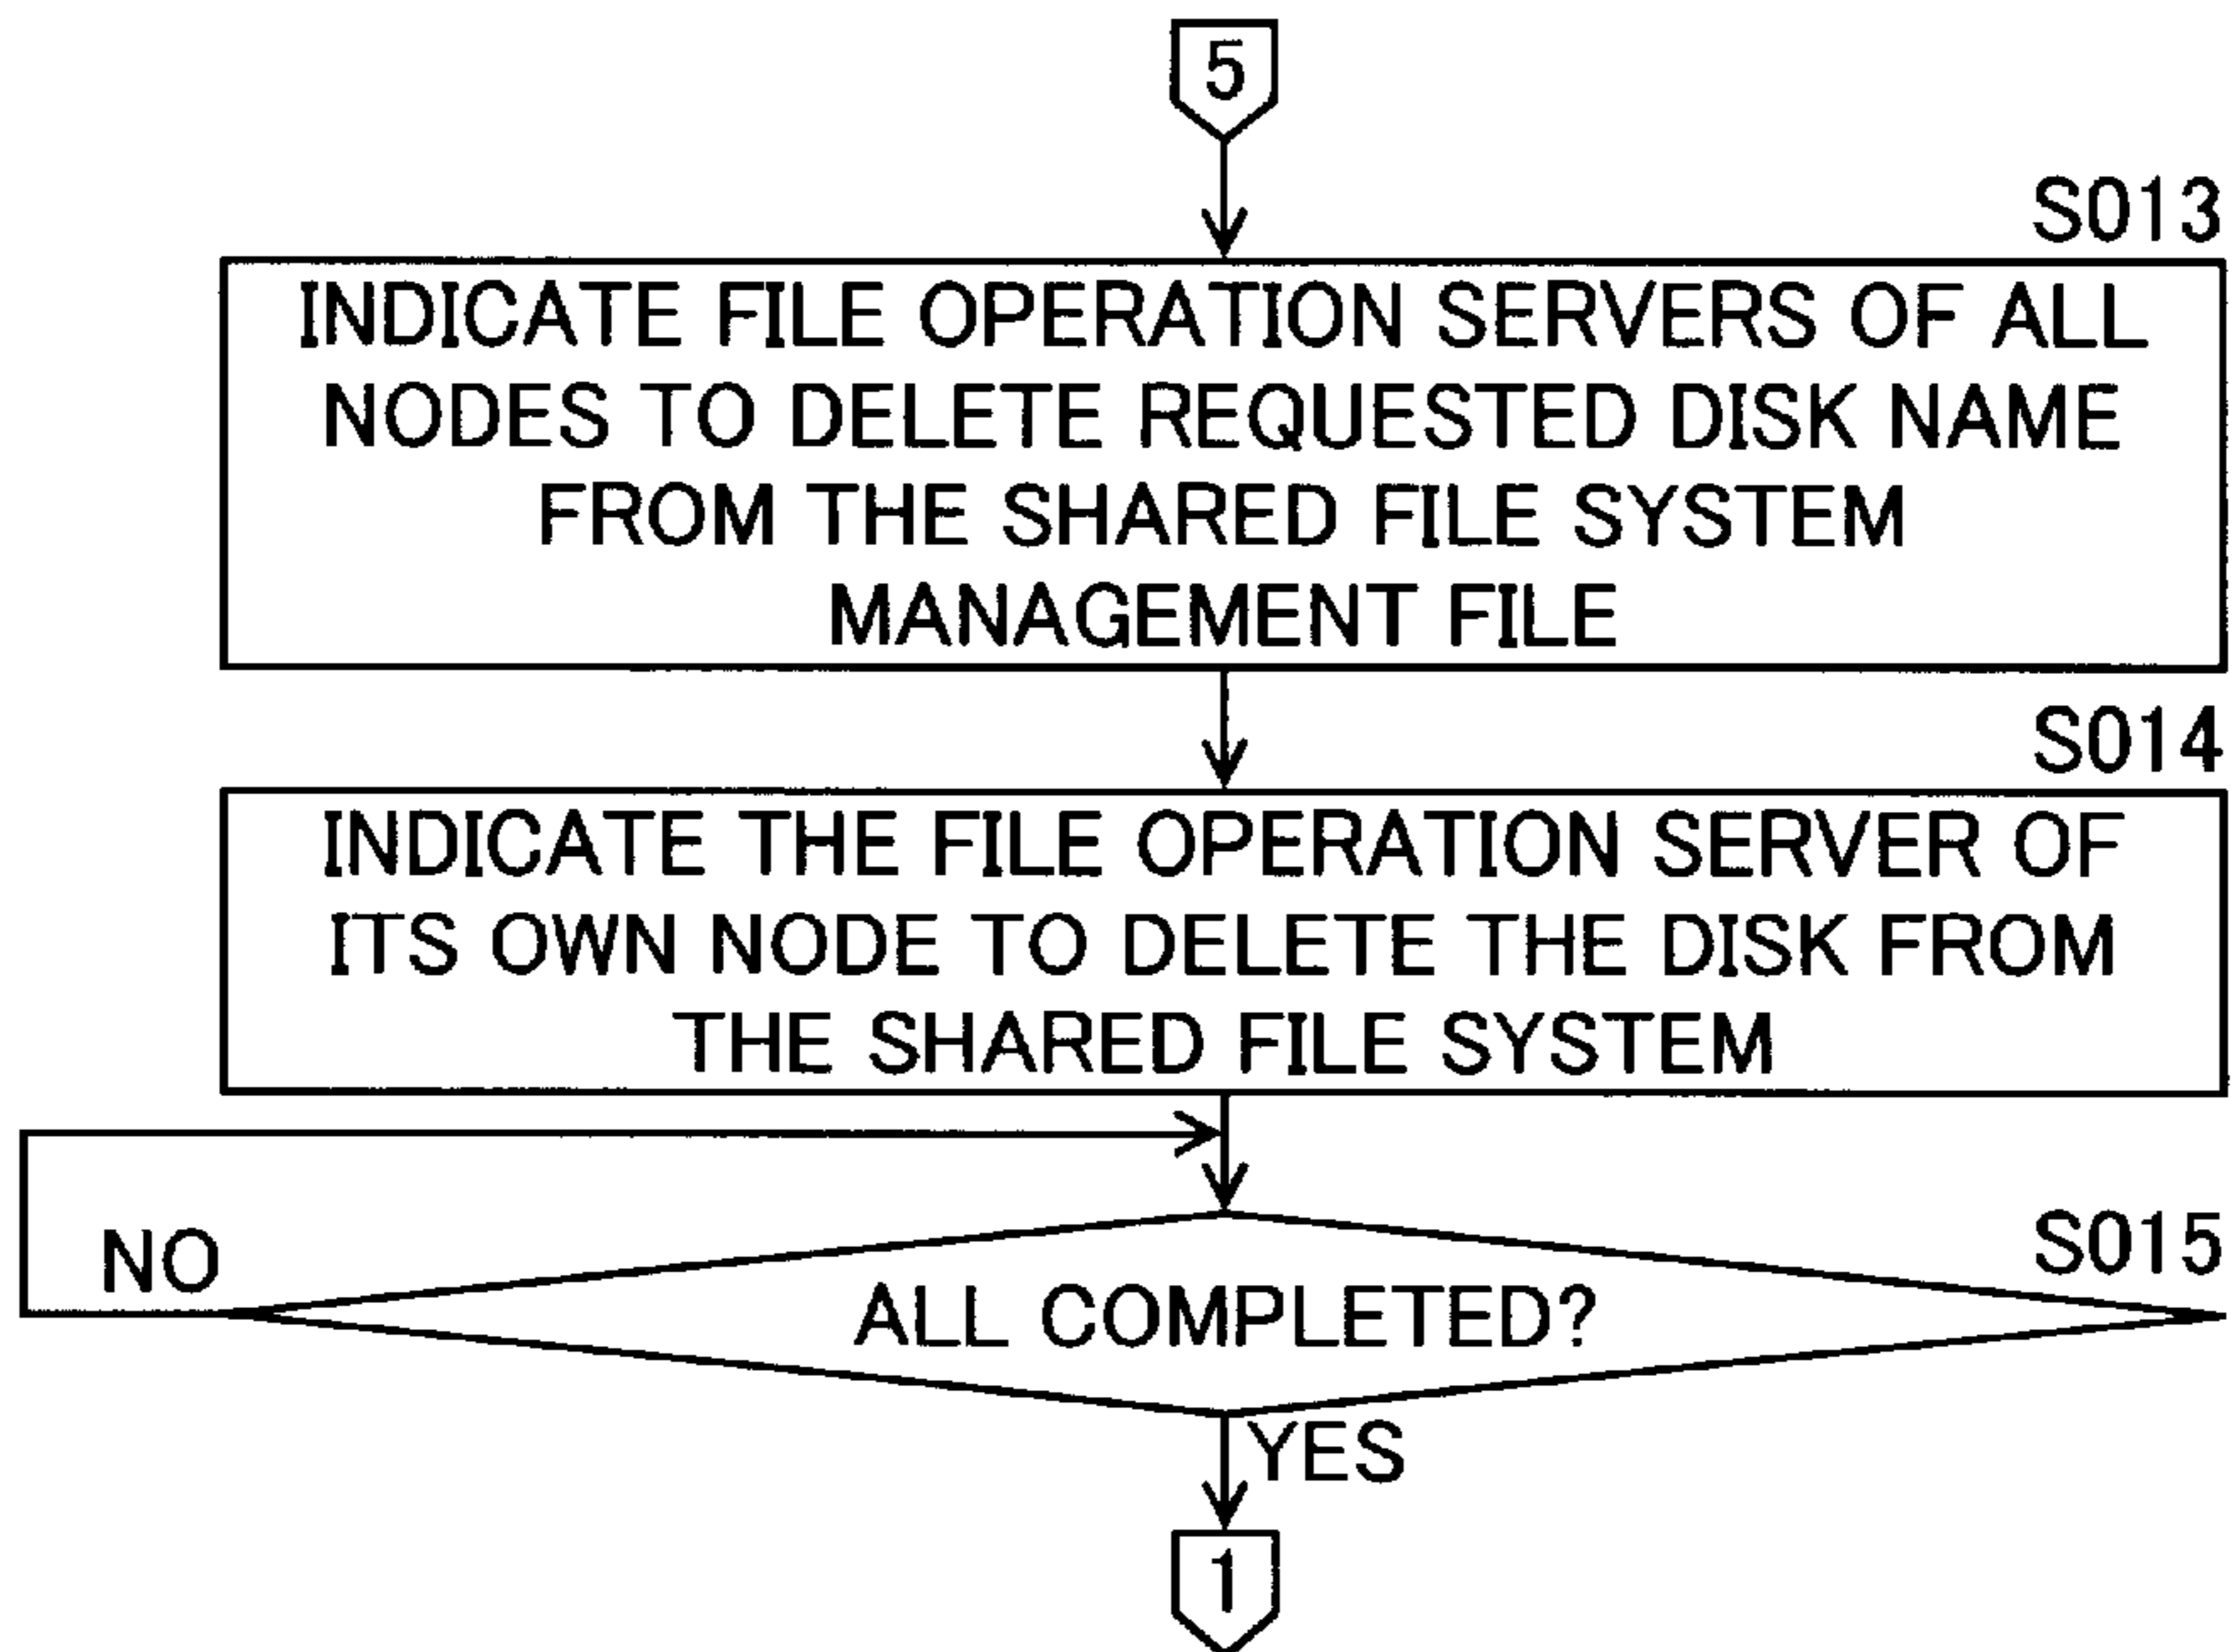 5
S013
INDICATE FILE OPERATION SERVERS OF ALL
NODES TO DELETE REQUESTED DISK NAME
FROM THE SHARED FILE SYSTEM
MANAGEMENT FILE
S014
INDICATE THE FILE OPERATION SERVER OF
ITS OWN NODE TO DELETE THE DISK FROM
THE SHARED FILE SYSTEM
NO
S015
ALL COMPLETED?
YES
1